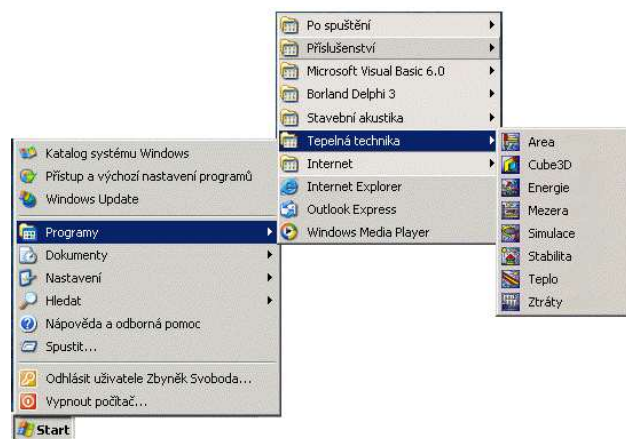 Po spuštění
Příslušenství
Microsoft Visual Basic 6.0
Borland Delphi 3
Stavební akustika
Tepelná technika
Internet
Internet Explorer
Outlook Express
Windows Media Player
Area
Cube3D
Energie
Mezera
Simulace
Stabilita
Teplo
Ztráty
Katalog systému Windows
Přístup a výchozí nastavení programů
Windows Update
Programy
Dokumenty
Nastavení
Hledat
Nápověda a odborná pomoc
Spustit...
Odhlásit uživatele Zbyněk Svoboda...
Vypnout počítač...
Start